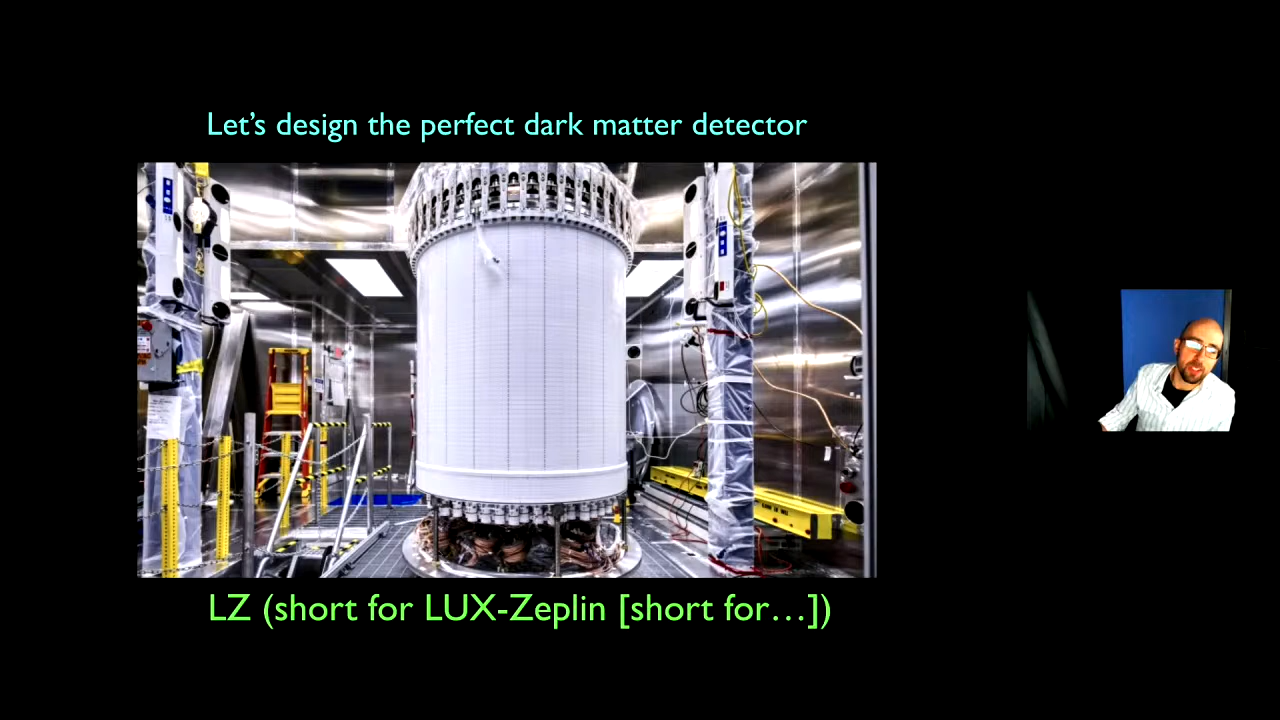 Let's design the perfect dark matter detector
LZ (short for LUX-Zeplin [short for…])